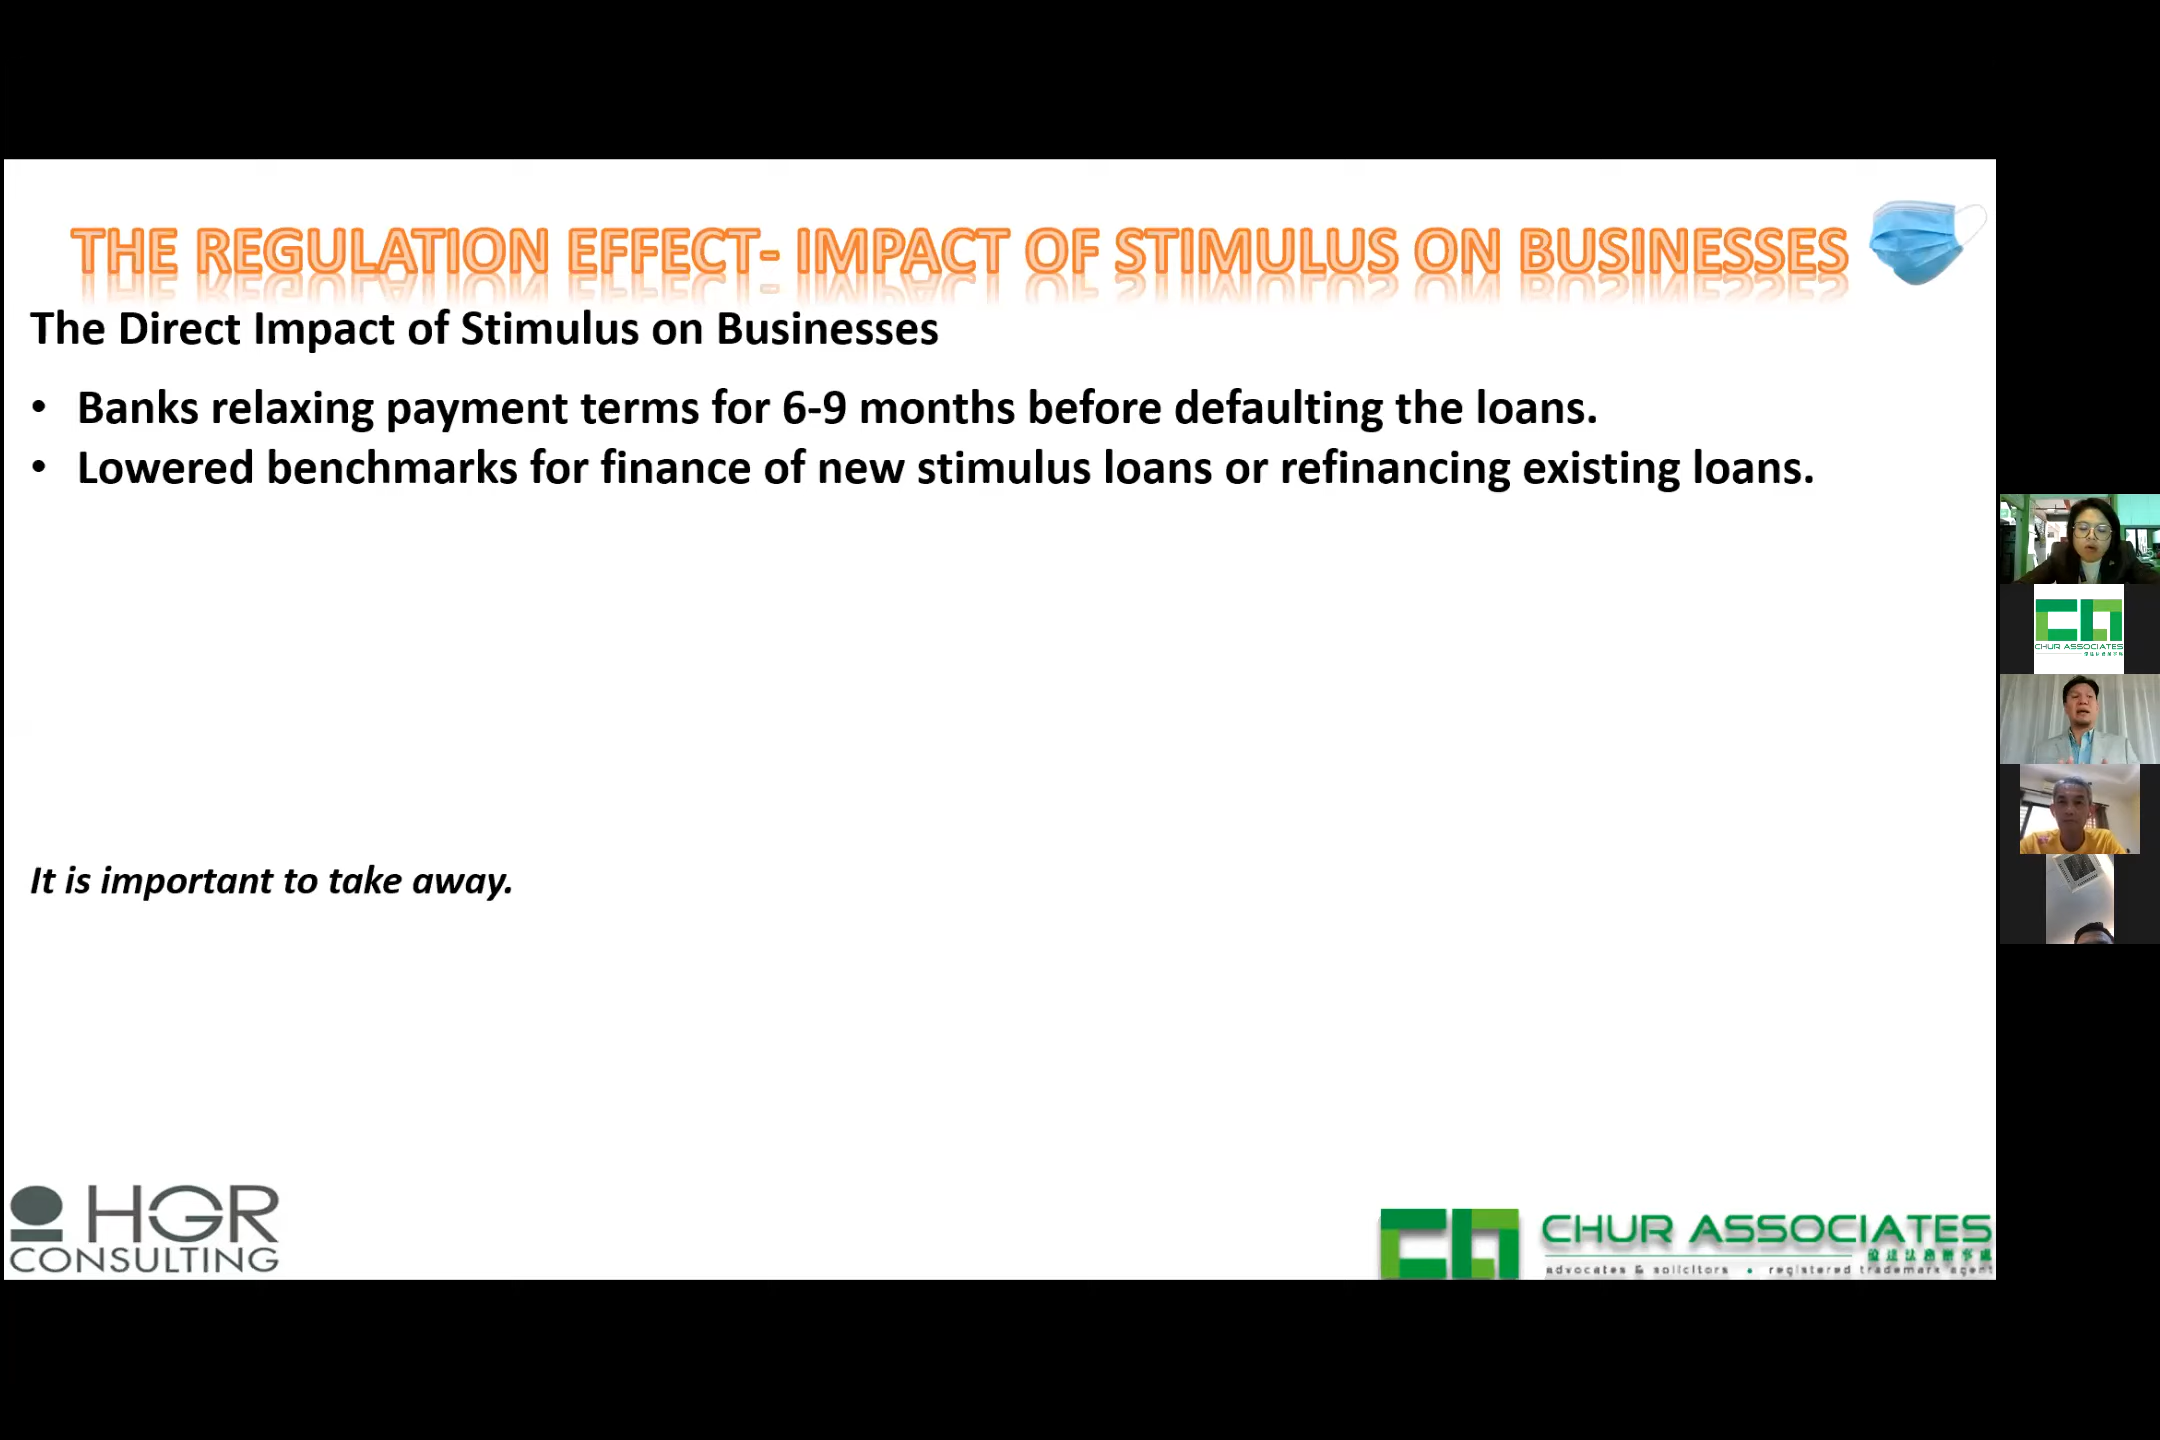 THE REGULATION EFFECT- IMPACT OF STIMULUS ON BUSINESSES
The Direct Impact of Stimulus on Businesses
• Banks relaxing payment terms for 6-9 months before defaulting the loans.
• Lowered benchmarks for finance of new stimulus loans or refinancing existing loans.
It is important to take away.
HGR
CONSULTING
CHUR ASSOCIATES
advocates & solicitors • registered trademark agent
CHUR ASSOCIATES